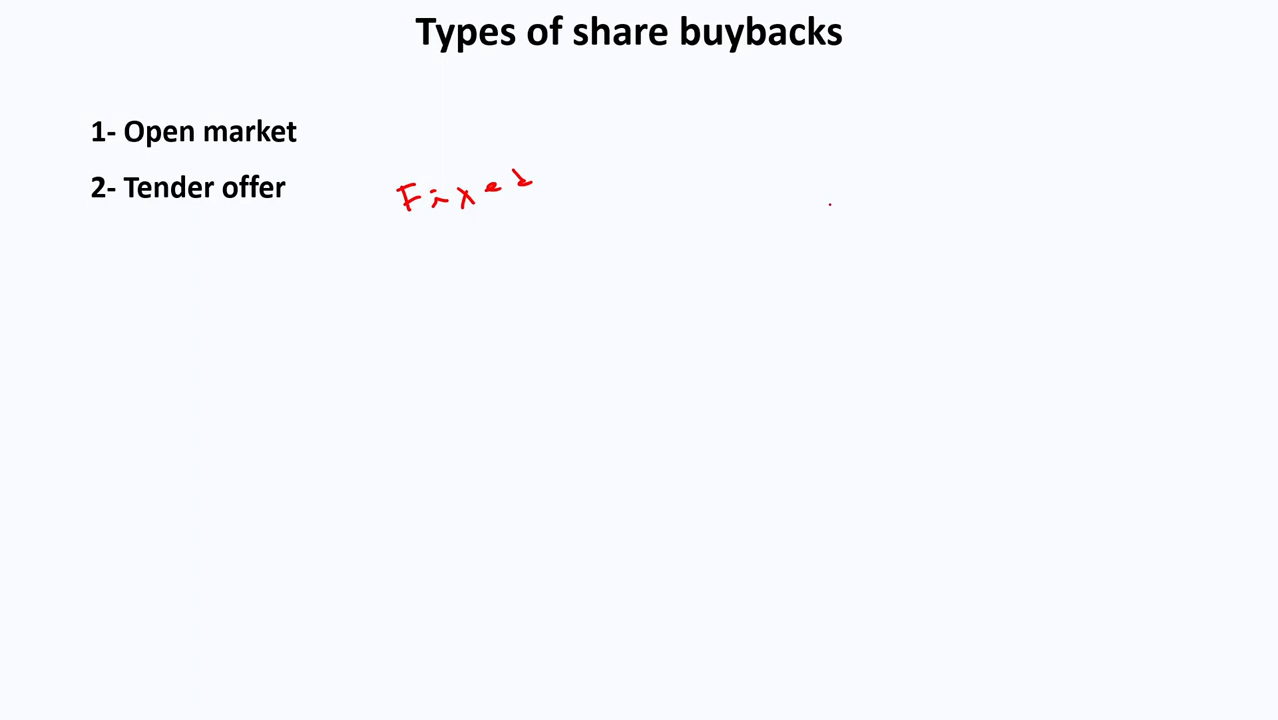 Types of share buybacks
1- Open market
2- Tender offer Fixed